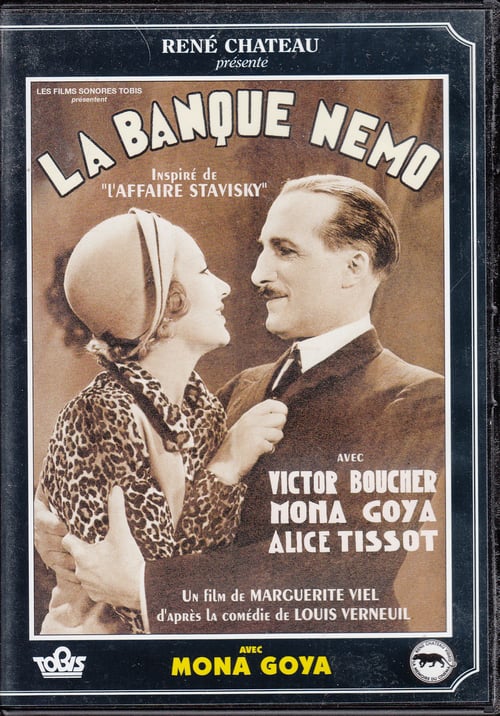 RENÉ CHATEAU
présente
LES FILMS SONORES TOBIS
présentent
LA BANQUE NEMO
Inspiré de
"L'AFFAIRE STAVISKY"
AVEC
VICTOR BOUCHER
MONA GOYA
ALICE TISSOT
UN film de MARGUERITE VIEL
d'après la comédie de LOUIS VERNEUIL
AVEC
MONA GOYA
TOBIS